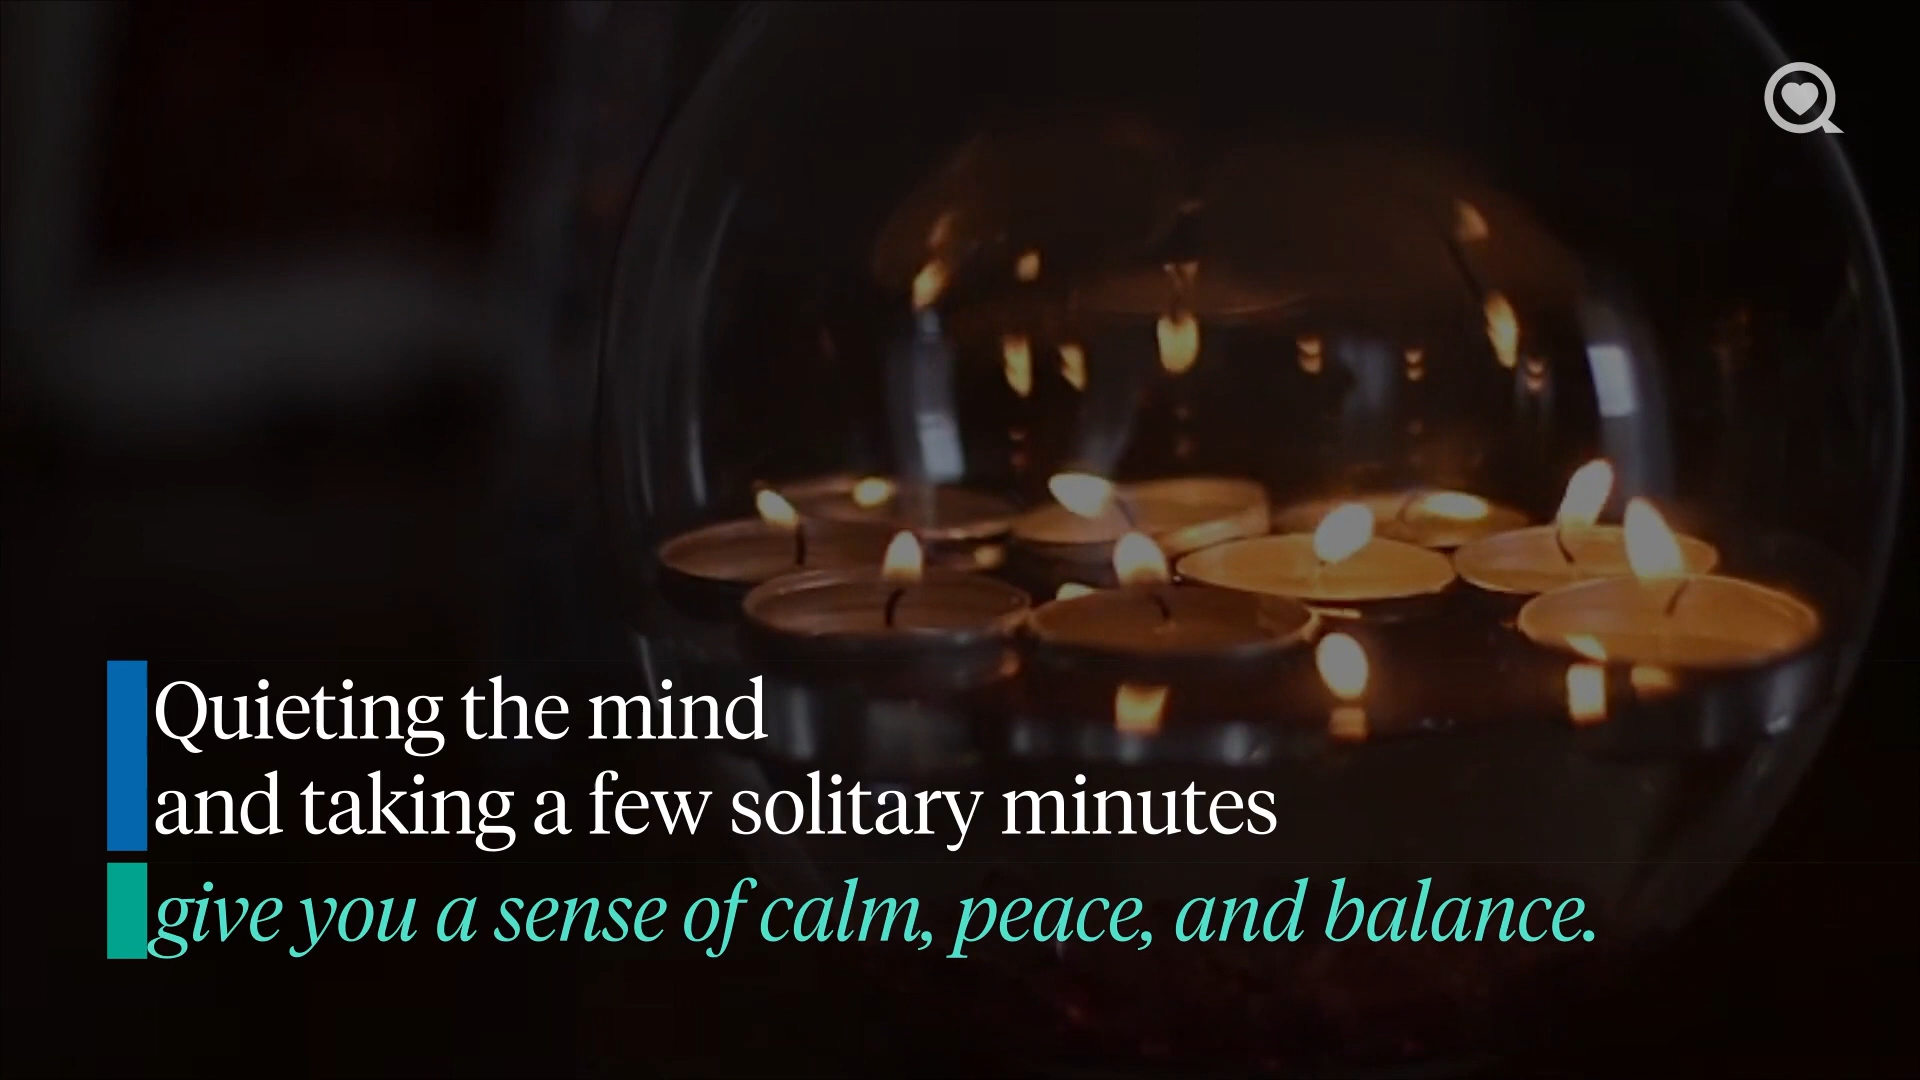 Quieting the mind
and taking a few solitary minutes
give you a sense of calm, peace, and balance.